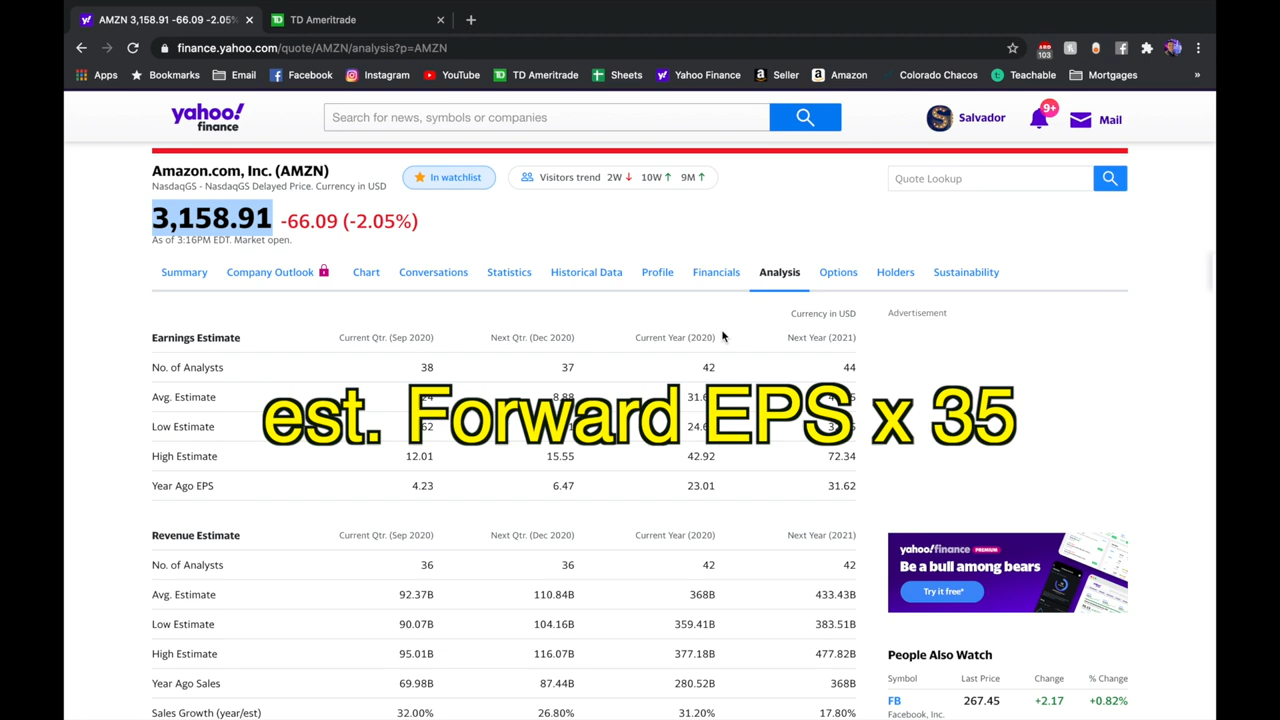 AMZN 3,158.91 -66.09 -2.05%
TD Ameritrade
finance.yahoo.com/quote/AMZN/analysis?p=AMZN
103
Apps Bookmarks Email Facebook Instagram YouTube TD Ameritrade Sheets Yahoo Finance Seller Amazon Colorado Chacos Teachable Mortgages »
yahoo!
finance
Search for news, symbols or companies
Salvador 9+ Mail
Amazon.com, Inc. (AMZN)
NasdaqGS - NasdaqGS Delayed Price. Currency in USD
In watchlist
Visitors trend 2W 10W 9M
Quote Lookup
3,158.91 -66.09 (-2.05%)
As of 3:16PM EDT. Market open.
Summary Company Outlook Chart Conversations Statistics Historical Data Profile Financials Analysis Options Holders Sustainability
Currency in USD
Advertisement
Earnings Estimate Current Qtr. (Sep 2020) Next Qtr. (Dec 2020) Current Year (2020) Next Year (2021)
No. of Analysts 38 37 42 44
Avg. Estimate 8.88
est. Forward EPS x 35
Low Estimate
High Estimate 12.01 15.55 42.92 72.34
Year Ago EPS 4.23 6.47 23.01 31.62
Revenue Estimate Current Qtr. (Sep 2020) Next Qtr. (Dec 2020) Current Year (2020) Next Year (2021)
No. of Analysts 36 36 42 42
Avg. Estimate 92.37B 110.84B 368B 433.43B
Low Estimate 90.07B 104.16B 359.41B 383.51B
High Estimate 95.01B 116.07B 377.18B 477.82B
Year Ago Sales 69.98B 87.44B 280.52B 368B
Sales Growth (year/est) 32.00% 26.80% 31.20% 17.80%
yahoo! finance PREMIUM
Be a bull among bears
Try it free*
People Also Watch
Symbol Last Price Change % Change
FB 267.45 +2.17 +0.82%
Facebook, Inc.